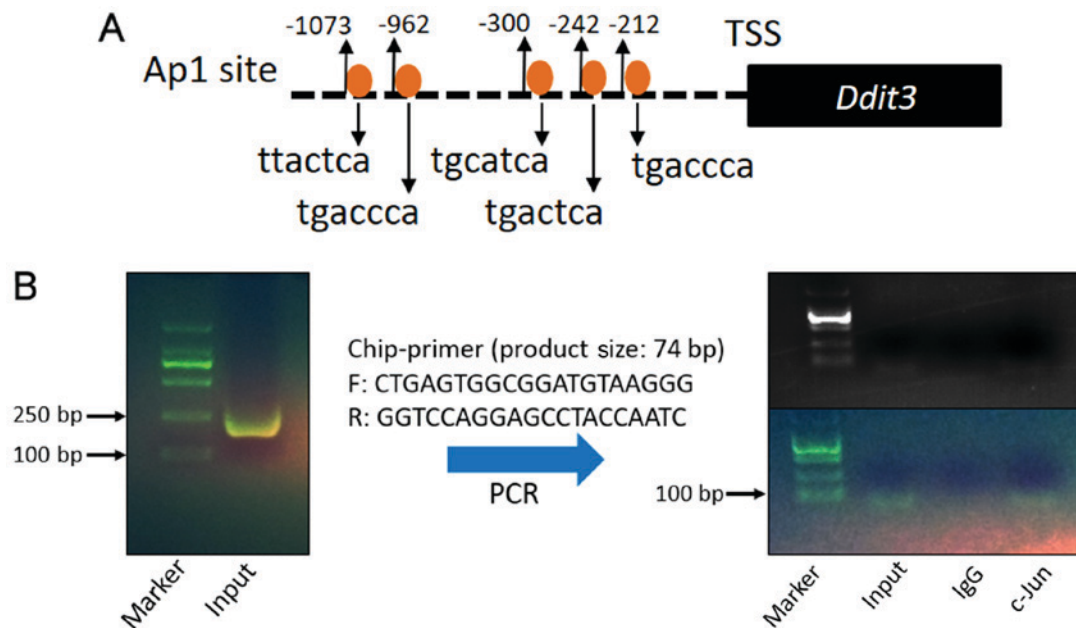 A
-1073
-962
-300
-242
-212
TSS
Ap1 site
Ddit3
ttactca
tgcatca
tgaccca
tgaccca
tgactca
B
Chip-primer (product size: 74 bp)
F: CTGAGTGGCGGATGTAAGGG
R: GGTCCAGGAGCCTACCAATC
PCR
250 bp
100 bp
Marker
Input
100 bp
Marker
Input
IgG
c-Jun